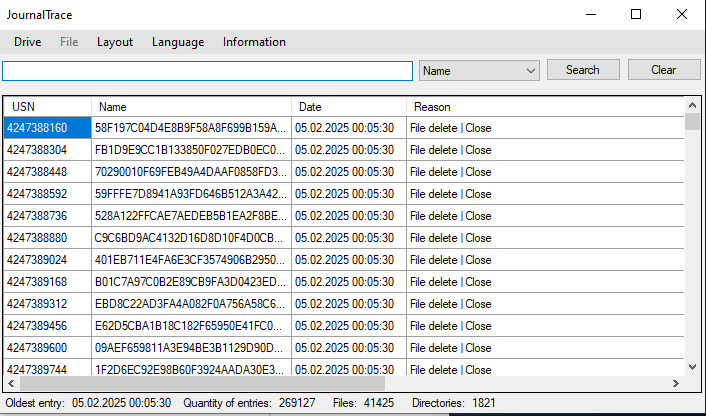 JournalTrace
Drive File Layout Language Information
Name Search Clear
USN Name Date Reason
4247388160 58F197C04D4E8B9F58A8F699B159A... 05.02.2025 00:05:30 File delete | Close
4247388304 FB1D9E9CC1B133850F027EDB0EC0... 05.02.2025 00:05:30 File delete | Close
4247388448 70290010F69FEB49A4DAAF0858FD3... 05.02.2025 00:05:30 File delete | Close
4247388592 59FFFE7D8941A93FD646B512A3A42... 05.02.2025 00:05:30 File delete | Close
4247388736 528A122FFCAE7AEDEB5B1EA2F8BE... 05.02.2025 00:05:30 File delete | Close
4247388880 C9C6BD9AC4132D16D8D10F4D0CB... 05.02.2025 00:05:30 File delete | Close
4247389024 401EB711E4FA6E3CF3574906B2950... 05.02.2025 00:05:30 File delete | Close
4247389168 B01C7A97C0B2E89CB9FA3D0423ED... 05.02.2025 00:05:30 File delete | Close
4247389312 EBD8C22AD3FA4A082F0A756A58C6... 05.02.2025 00:05:30 File delete | Close
4247389456 E62D5CBA1B18C182F65950E41FC0... 05.02.2025 00:05:30 File delete | Close
4247389600 09AEF659811A3E94BE3B1129D90D... 05.02.2025 00:05:30 File delete | Close
4247389744 1F2D6EC92E98B60F3924AADA30E3... 05.02.2025 00:05:30 File delete | Close
Oldest entry: 05.02.2025 00:05:30 Quantity of entries: 269127 Files: 41425 Directories: 1821